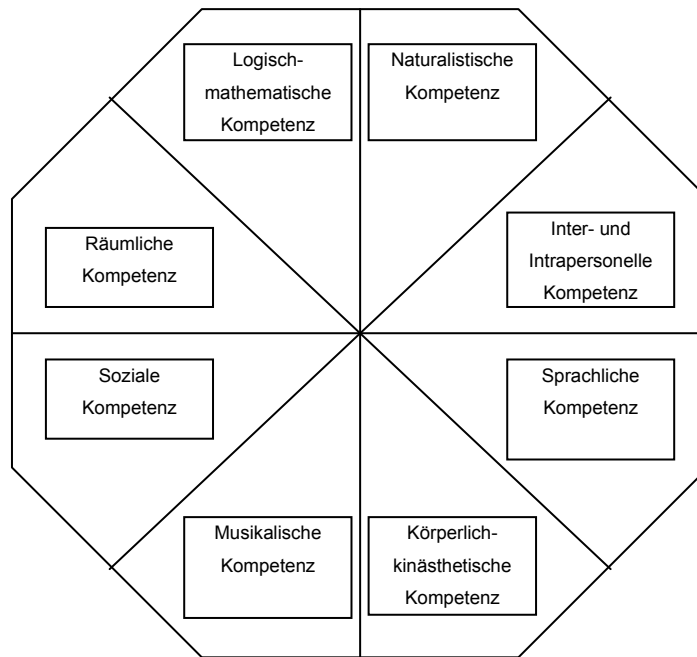 Logisch-
mathematische
Kompetenz
Naturalistische
Kompetenz
Räumliche
Kompetenz
Inter- und
Intrapersonelle
Kompetenz
Soziale
Kompetenz
Sprachliche
Kompetenz
Musikalische
Kompetenz
Körperlich-
kinästhetische
Kompetenz